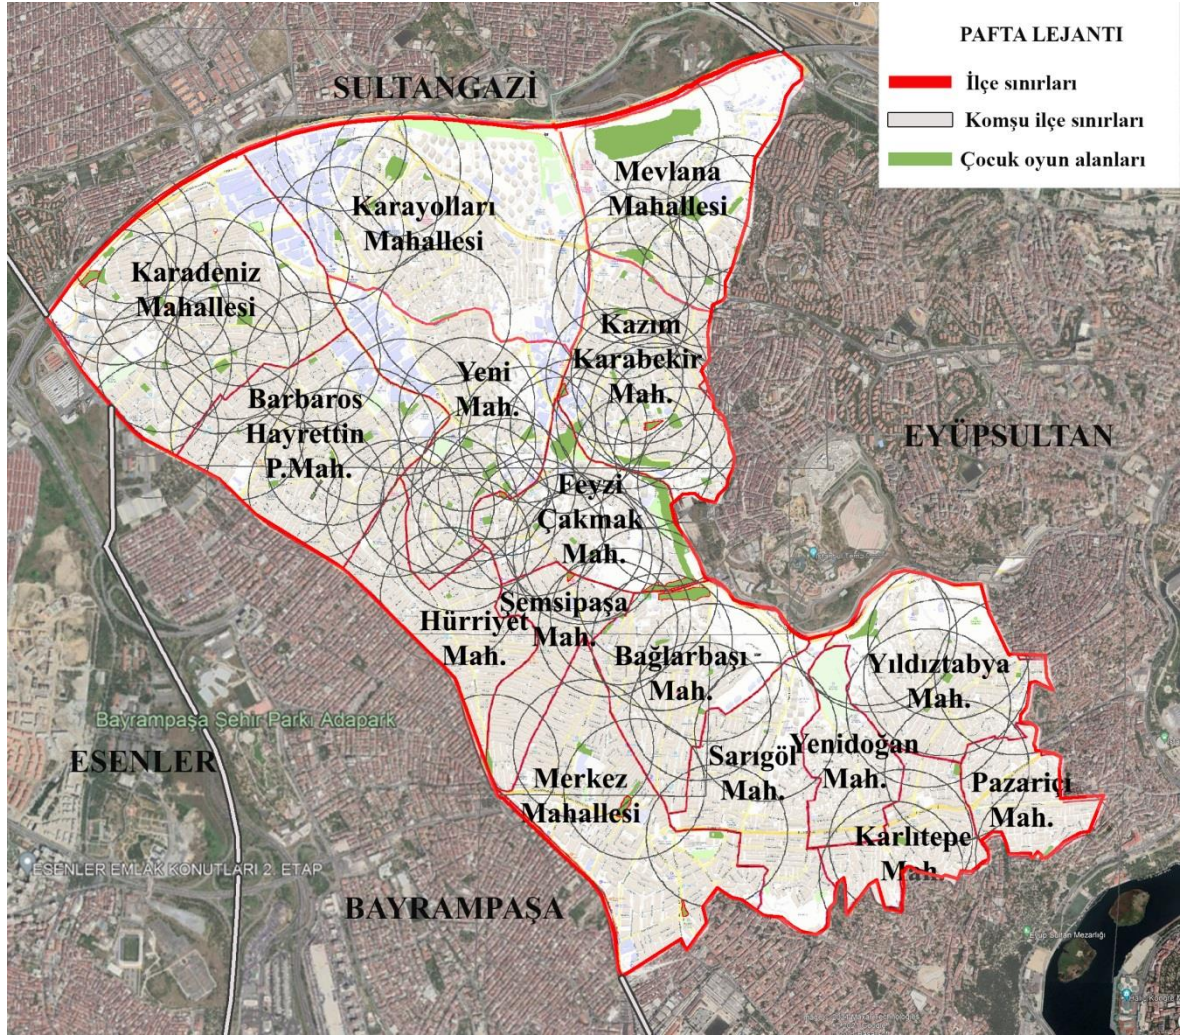 PAFTA LEJANTI
İlçe sınırları
Komşu ilçe sınırları
Çocuk oyun alanları
SULTANGAZİ
Mevlana
Mahallesi
Karayolları
Mahallesi
Karadeniz
Mahallesi
Kazım
Karabekir
Mah.
Yeni
Mah.
Barbaros
Hayrettin
P.Mah.
EYÜPSULTAN
Feyzi
Çakmak
Mah.
Şemsipaşa
Mah.
Hürriyet
Mah.
Bağlarbaşı
Mah.
Yıldıztabya
Mah.
Bayrampaşa Şehir Parkı Adapark
ESENLER
Sarıgöl
Mah.
Yenidoğan
Mah.
Pazariçi
Mah.
Merkez
Mahallesi
Karlıtepe
Mah.
ESENLER EMLAK KONUTLARI 2. ETAP
BAYRAMPAŞA
Eyüp Sultan Mezarlığı